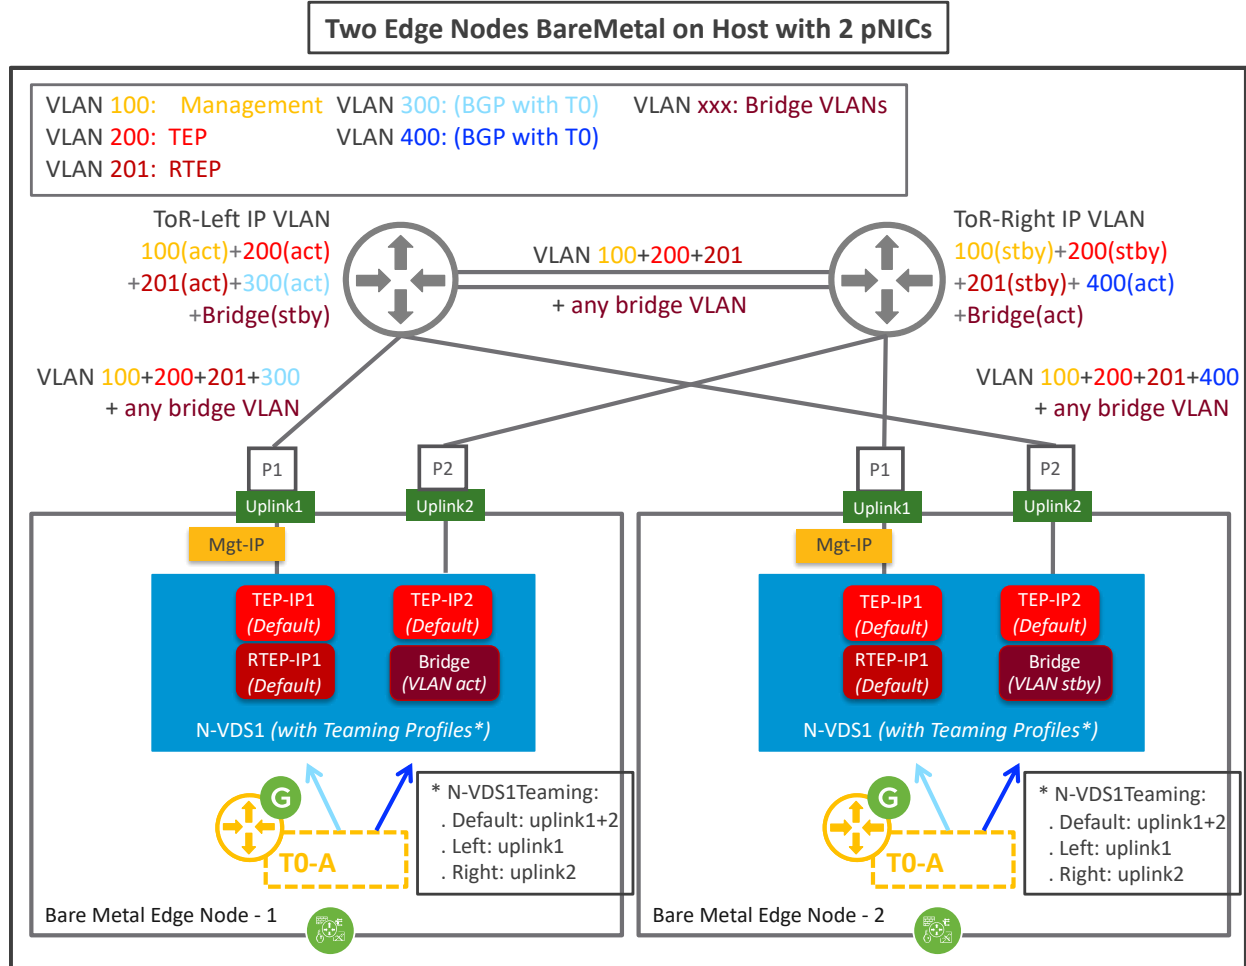 Two Edge Nodes BareMetal on Host with 2 pNICs
VLAN 100: Management VLAN 300: (BGP with T0) VLAN xxx: Bridge VLANs
VLAN 200: TEP VLAN 400: (BGP with T0)
VLAN 201: RTEP
ToR-Left IP VLAN
100(act)+200(act)
+201(act)+300(act)
+Bridge(stby)
VLAN 100+200+201
+ any bridge VLAN
ToR-Right IP VLAN
100(stby)+200(stby)
+201(stby)+ 400(act)
+Bridge(act)
VLAN 100+200+201+300
+ any bridge VLAN
VLAN 100+200+201+400
+ any bridge VLAN
P1
P2
P1
P2
Uplink1
Uplink2
Uplink1
Uplink2
Mgt-IP
TEP-IP1
(Default)
TEP-IP2
(Default)
RTEP-IP1
(Default)
Bridge
(VLAN act)
N-VDS1 (with Teaming Profiles*)
G
T0-A
* N-VDS1Teaming:
. Default: uplink1+2
. Left: uplink1
. Right: uplink2
Bare Metal Edge Node - 1
Mgt-IP
TEP-IP1
(Default)
TEP-IP2
(Default)
RTEP-IP1
(Default)
Bridge
(VLAN stby)
N-VDS1 (with Teaming Profiles*)
G
T0-A
* N-VDS1Teaming:
. Default: uplink1+2
. Left: uplink1
. Right: uplink2
Bare Metal Edge Node - 2